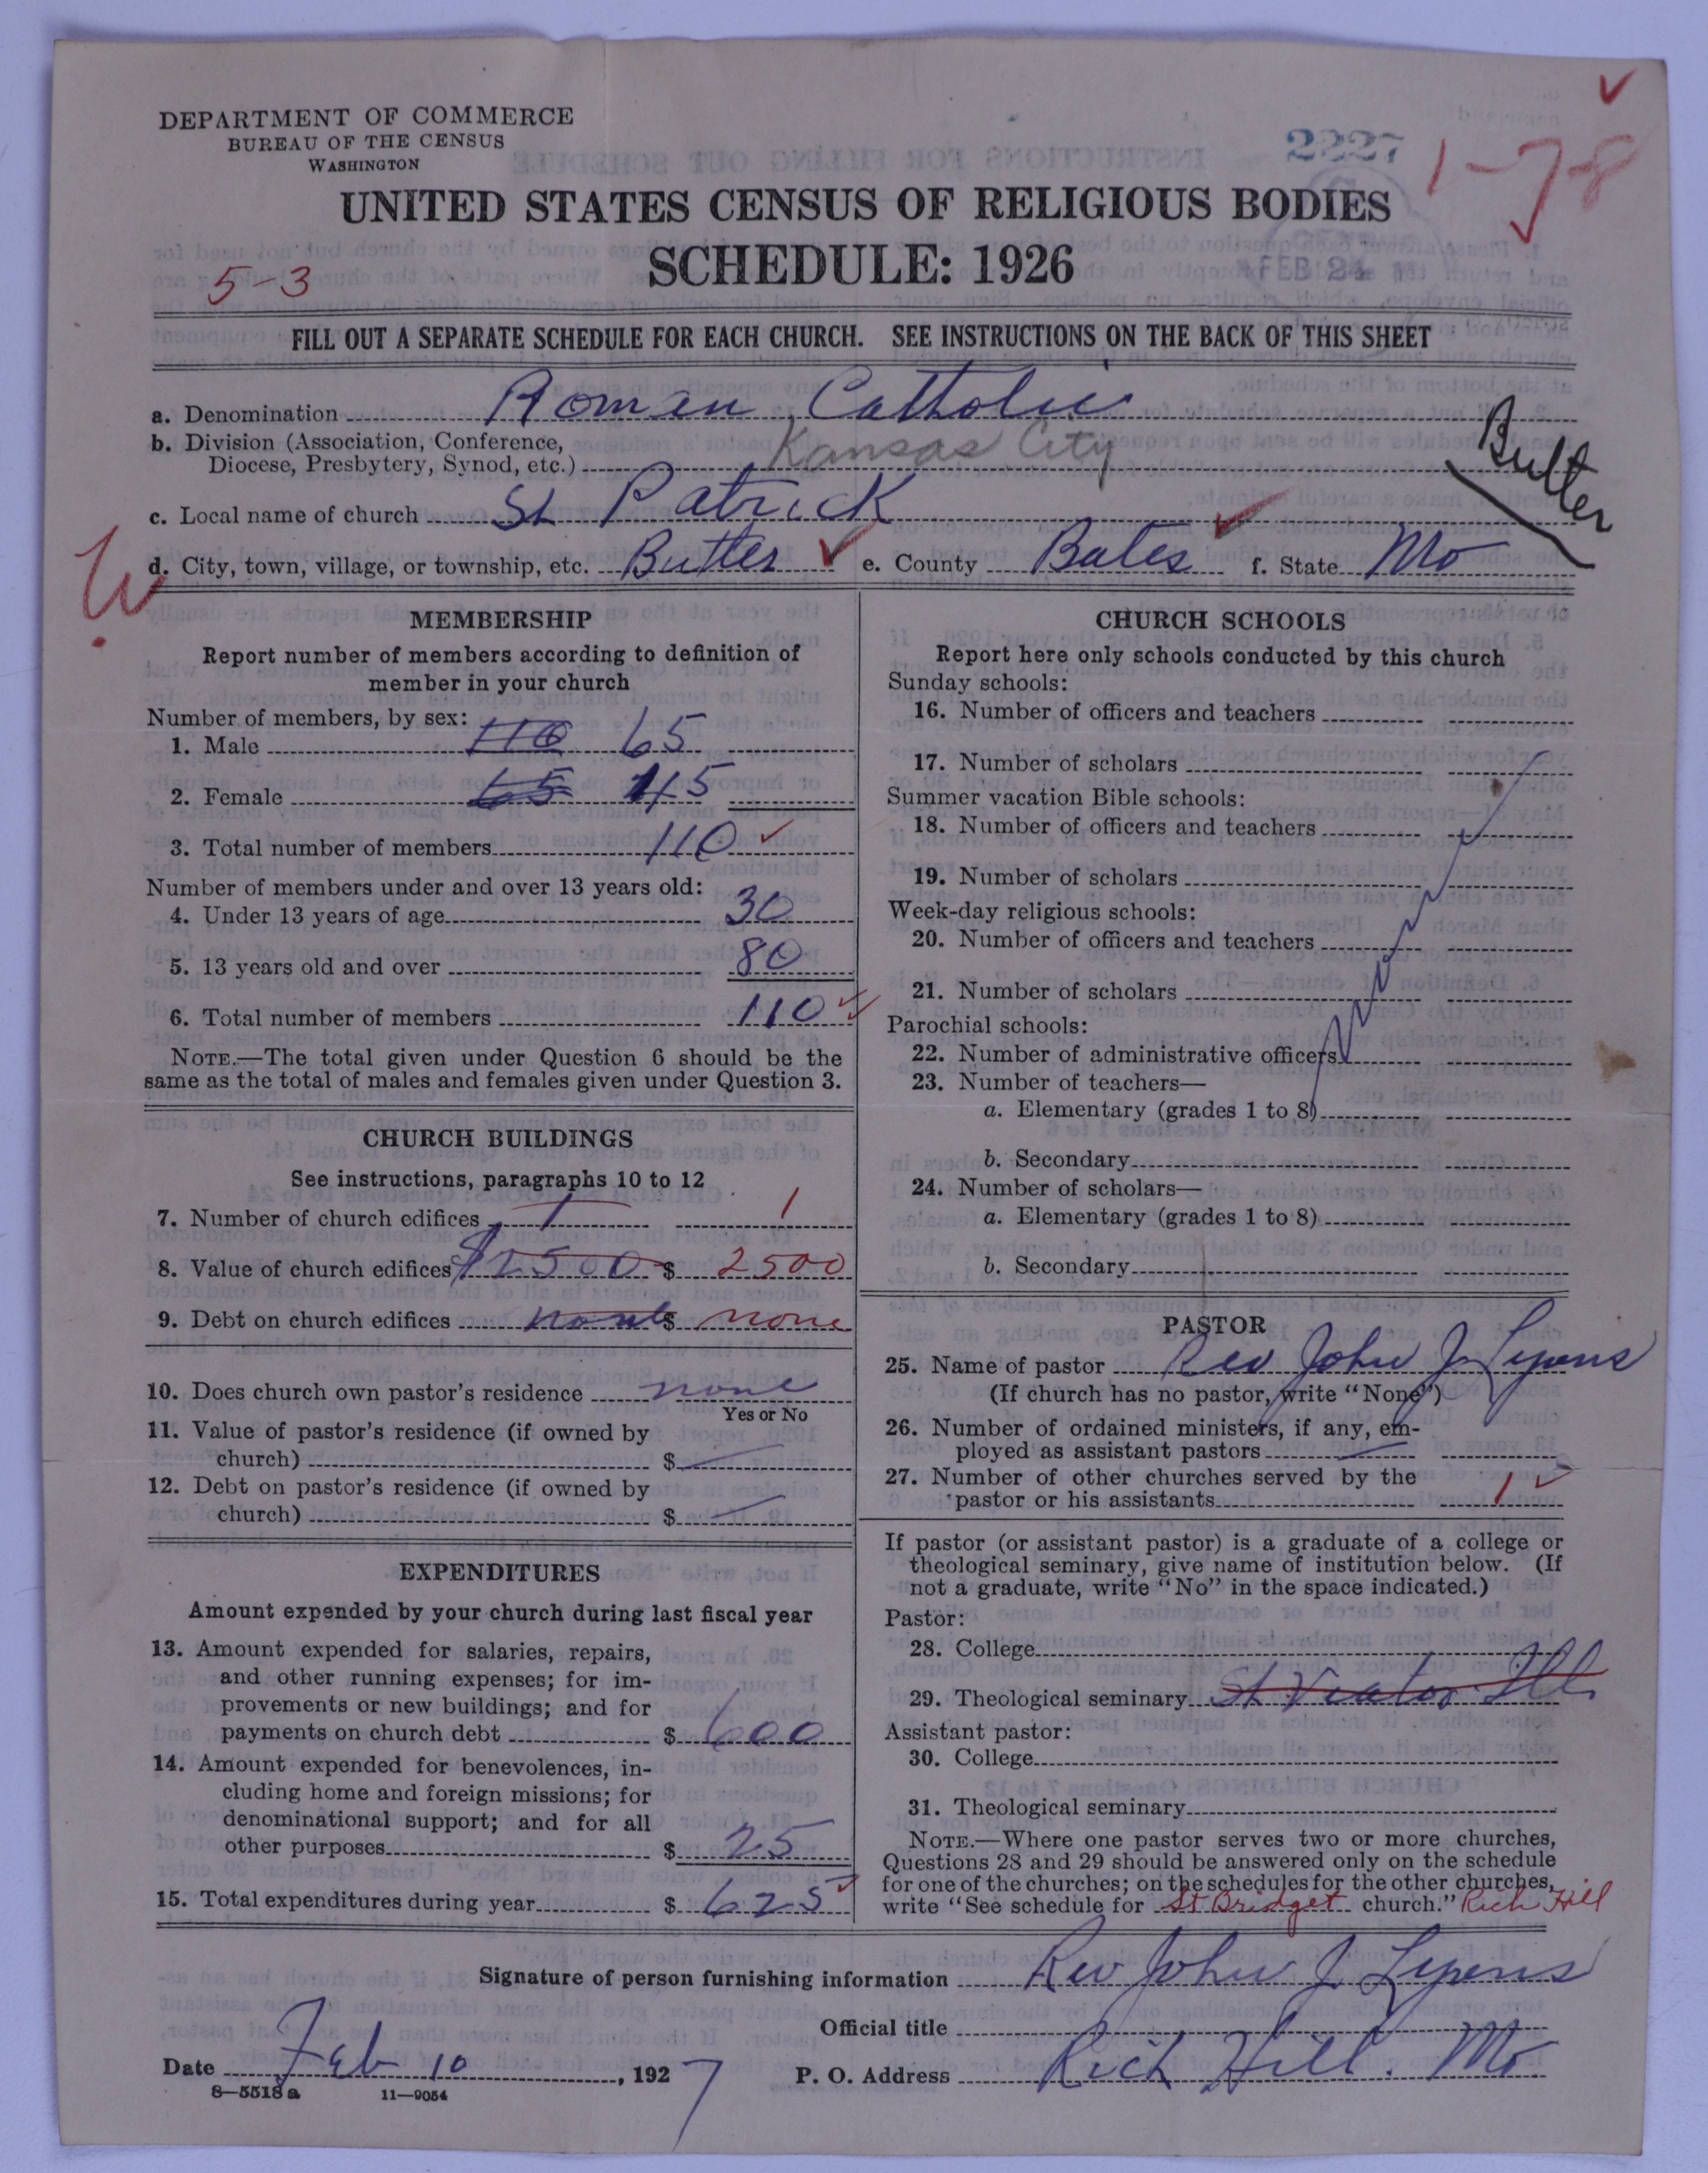 DEPARTMENT OF COMMERCE
BUREAU OF THE CENSUS
WASHINGTON
2227
1-78
UNITED STATES CENSUS OF RELIGIOUS BODIES
SCHEDULE: 1926
FEB 24
5-3
FILL OUT A SEPARATE SCHEDULE FOR EACH CHURCH. SEE INSTRUCTIONS ON THE BACK OF THIS SHEET
a. Denomination Roman Catholic
b. Division (Association, Conference,
Diocese, Presbytery, Synod, etc.) Kansas City
Butler
c. Local name of church St Patrick
d. City, town, village, or township, etc. Butler e. County Bates f. State Mo
MEMBERSHIP
Report number of members according to definition of
member in your church
Number of members, by sex:
1. Male 110 65
2. Female 65 45
3. Total number of members 110
Number of members under and over 13 years old:
4. Under 13 years of age 30
5. 13 years old and over 80
6. Total number of members 110
NOTE.—The total given under Question 6 should be the
same as the total of males and females given under Question 3.
CHURCH BUILDINGS
See instructions, paragraphs 10 to 12
7. Number of church edifices 1 1
8. Value of church edifices $2500 $ 2500
9. Debt on church edifices none $ none
10. Does church own pastor's residence none
Yes or No
11. Value of pastor's residence (if owned by
church) $ —
12. Debt on pastor's residence (if owned by
church) $ —
EXPENDITURES
Amount expended by your church during last fiscal year
13. Amount expended for salaries, repairs,
and other running expenses; for im-
provements or new buildings; and for
payments on church debt $ 600
14. Amount expended for benevolences, in-
cluding home and foreign missions; for
denominational support; and for all
other purposes $ 25
15. Total expenditures during year $ 625
CHURCH SCHOOLS
Report here only schools conducted by this church
Sunday schools:
16. Number of officers and teachers
17. Number of scholars
Summer vacation Bible schools:
18. Number of officers and teachers
19. Number of scholars
Week-day religious schools:
20. Number of officers and teachers
21. Number of scholars
Parochial schools:
22. Number of administrative officers
23. Number of teachers—
a. Elementary (grades 1 to 8)
b. Secondary
24. Number of scholars—
a. Elementary (grades 1 to 8)
b. Secondary
PASTOR
25. Name of pastor Rev John J Lyons
(If church has no pastor, write "None")
26. Number of ordained ministers, if any, em-
ployed as assistant pastors —
27. Number of other churches served by the
pastor or his assistants 1
If pastor (or assistant pastor) is a graduate of a college or
theological seminary, give name of institution below. (If
not a graduate, write "No" in the space indicated.)
Pastor:
28. College
29. Theological seminary St Viator Ill
Assistant pastor:
30. College
31. Theological seminary
NOTE.—Where one pastor serves two or more churches,
Questions 28 and 29 should be answered only on the schedule
for one of the churches; on the schedules for the other churches,
write "See schedule for St Bridget church." Rich Hill
Signature of person furnishing information Rev John J Lyons
Official title
Date Feb 10, 1927 P. O. Address Rich Hill. Mo
8—5518 a 11—9054